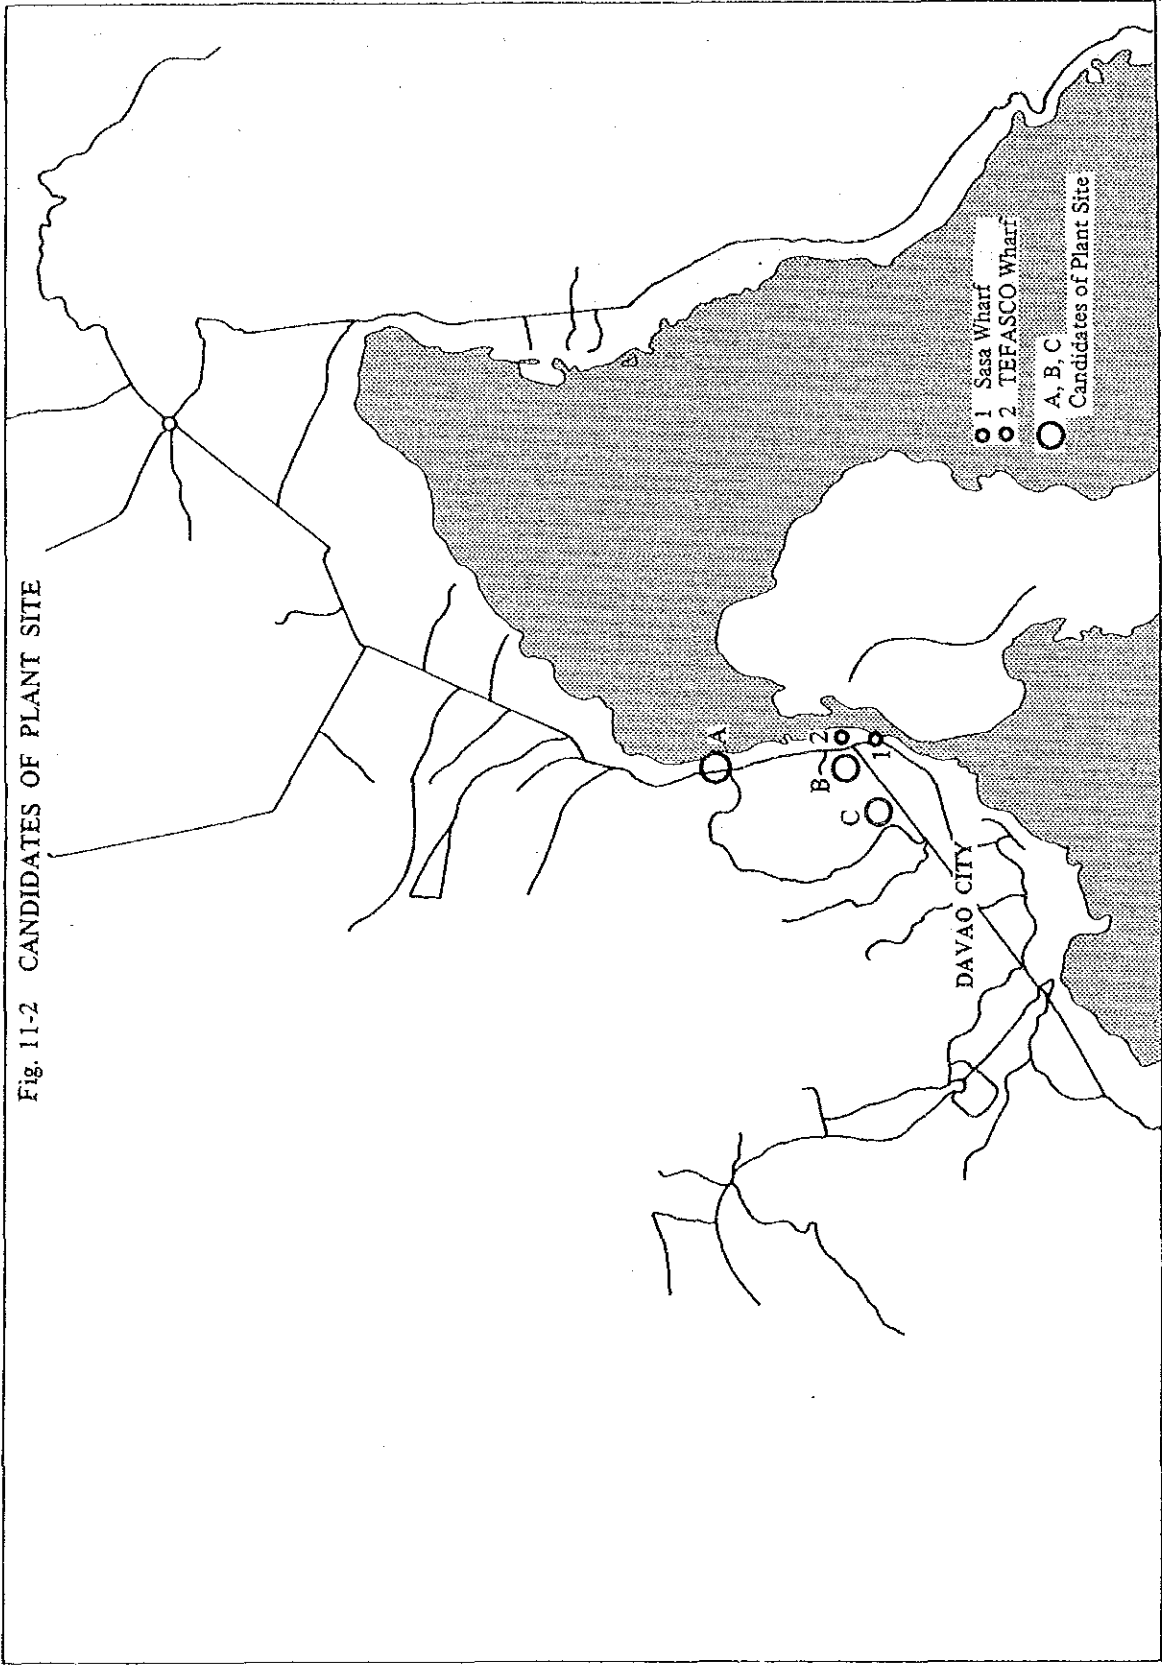 Fig. 11-2 CANDIDATES OF PLANT SITE
A
2
B
1
C
DAVAO CITY
1 Sasa Wharf
2 TEFASCO Wharf
A, B, C
Candidates of Plant Site